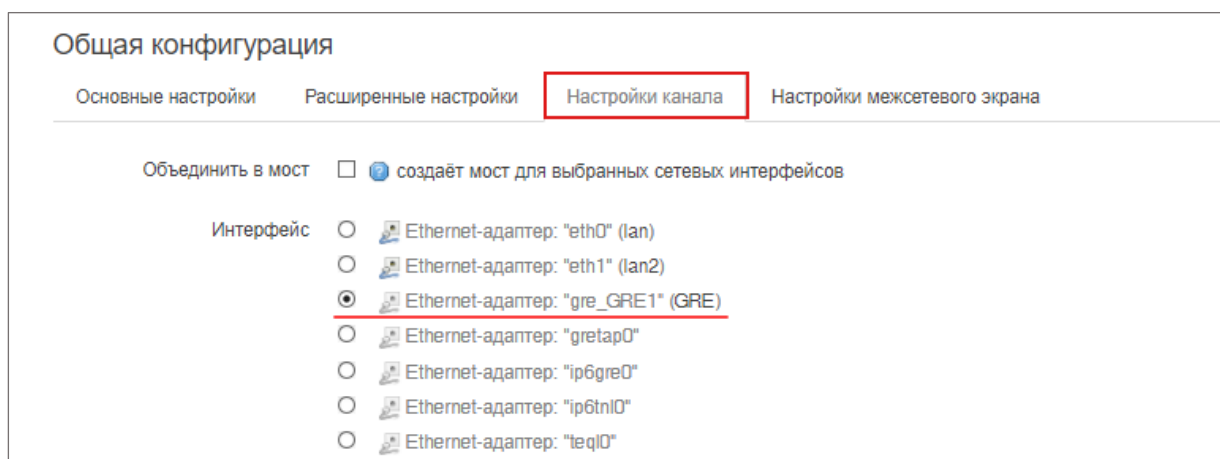 Общая конфигурация
Основные настройки Расширенные настройки Настройки канала Настройки межсетевого экрана
Объединить в мост создаёт мост для выбранных сетевых интерфейсов
Интерфейс Ethernet-адаптер: "eth0" (lan)
Ethernet-адаптер: "eth1" (lan2)
Ethernet-адаптер: "gre_GRE1" (GRE)
Ethernet-адаптер: "gretap0"
Ethernet-адаптер: "ip6gre0"
Ethernet-адаптер: "ip6tnl0"
Ethernet-адаптер: "teql0"